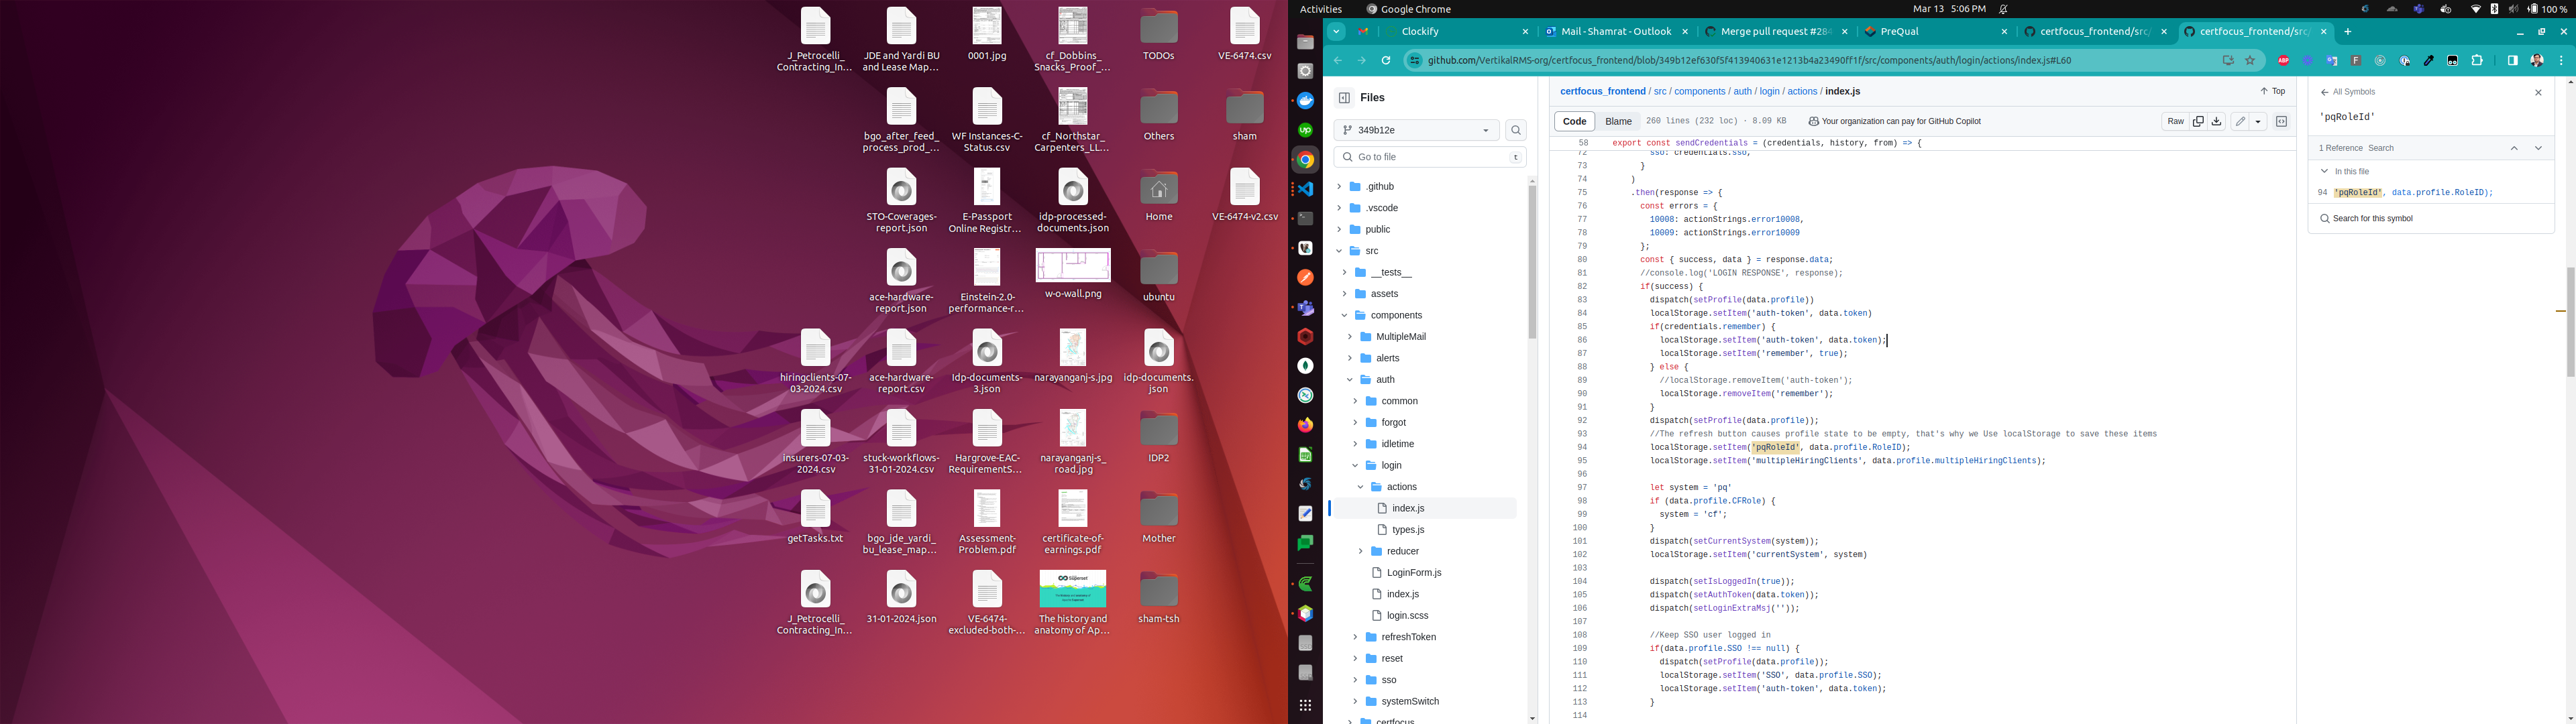 J_Petrocelli_
Contracting_In...
JDE and Yardi BU
and Lease Map...
0001.jpg
cf_Dobbins_
Snacks_Proof_...
TODOs
VE-6474.csv
bgo_after_feed_
process_prod_...
WF Instances-C-
Status.csv
cf_Northstar_
Carpenters_LL...
Others
sham
STO-Coverages-
report.json
E-Passport
Online Registr...
idp-processed-
documents.json
Home
VE-6474-v2.csv
ace-hardware-
report.json
Einstein-2.0-
performance-r...
w-o-wall.png
ubuntu
hiringclients-07-
03-2024.csv
ace-hardware-
report.csv
Idp-documents-
3.json
narayanganj-s.jpg
idp-documents.
json
insurers-07-03-
2024.csv
stuck-workflows-
31-01-2024.csv
Hargrove-EAC-
RequirementS...
narayanganj-s_
road.jpg
IDP2
getTasks.txt
bgo_jde_yardi_
bu_lease_map...
Assessment-
Problem.pdf
certificate-of-
earnings.pdf
Mother
J_Petrocelli_
Contracting_In...
31-01-2024.json
VE-6474-
excluded-both-...
Superset
The history and
anatomy of Ap...
sham-tsh
Activities
Google Chrome
Mar 13 5:06 PM
100 %
Clockify
Mail - Shamrat - Outlook
Merge pull request #284
PreQual
certfocus_frontend/src/
certfocus_frontend/src/
github.com/VertikalRMS-org/certfocus_frontend/blob/349b12ef630f5f413940631e1213b4a23490ff1f/src/components/auth/login/actions/index.js#L60
Files
349b12e
Go to file
t
.github
.vscode
public
src
__tests__
assets
components
MultipleMail
alerts
auth
common
forgot
idletime
login
actions
index.js
types.js
reducer
LoginForm.js
index.js
login.scss
refreshToken
reset
sso
systemSwitch
certfocus
certfocus_frontend / src / components / auth / login / actions / index.js
Top
Code
Blame
260 lines (232 loc) · 8.09 KB
Your organization can pay for GitHub Copilot
Raw
58 export const sendCredentials = (credentials, history, from) => {
72 sso: credentials.sso,
73 }
74 )
75 .then(response => {
76 const errors = {
77 10008: actionStrings.error10008,
78 10009: actionStrings.error10009
79 };
80 const { success, data } = response.data;
81 //console.log('LOGIN RESPONSE', response);
82 if(success) {
83 dispatch(setProfile(data.profile))
84 localStorage.setItem('auth-token', data.token)
85 if(credentials.remember) {
86 localStorage.setItem('auth-token', data.token);
87 localStorage.setItem('remember', true);
88 } else {
89 //localStorage.removeItem('auth-token');
90 localStorage.removeItem('remember');
91 }
92 dispatch(setProfile(data.profile));
93 //The refresh button causes profile state to be empty, that's why we Use localStorage to save these items
94 localStorage.setItem('pqRoleId', data.profile.RoleID);
95 localStorage.setItem('multipleHiringClients', data.profile.multipleHiringClients);
96
97 let system = 'pq'
98 if (data.profile.CFRole) {
99 system = 'cf';
100 }
101 dispatch(setCurrentSystem(system));
102 localStorage.setItem('currentSystem', system)
103
104 dispatch(setIsLoggedIn(true));
105 dispatch(setAuthToken(data.token));
106 dispatch(setLoginExtraMsj(''));
107
108 //Keep SSO user logged in
109 if(data.profile.SSO !== null) {
110 dispatch(setProfile(data.profile));
111 localStorage.setItem('SSO', data.profile.SSO);
112 localStorage.setItem('auth-token', data.token);
113 }
114
All Symbols
'pqRoleId'
1 Reference Search
In this file
94 'pqRoleId', data.profile.RoleID);
Search for this symbol